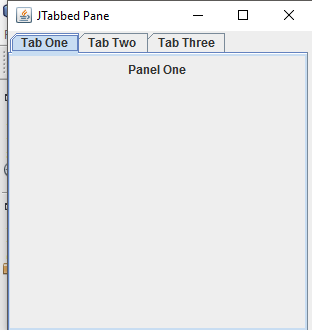 JTabbed Pane
Tab One Tab Two Tab Three
Panel One